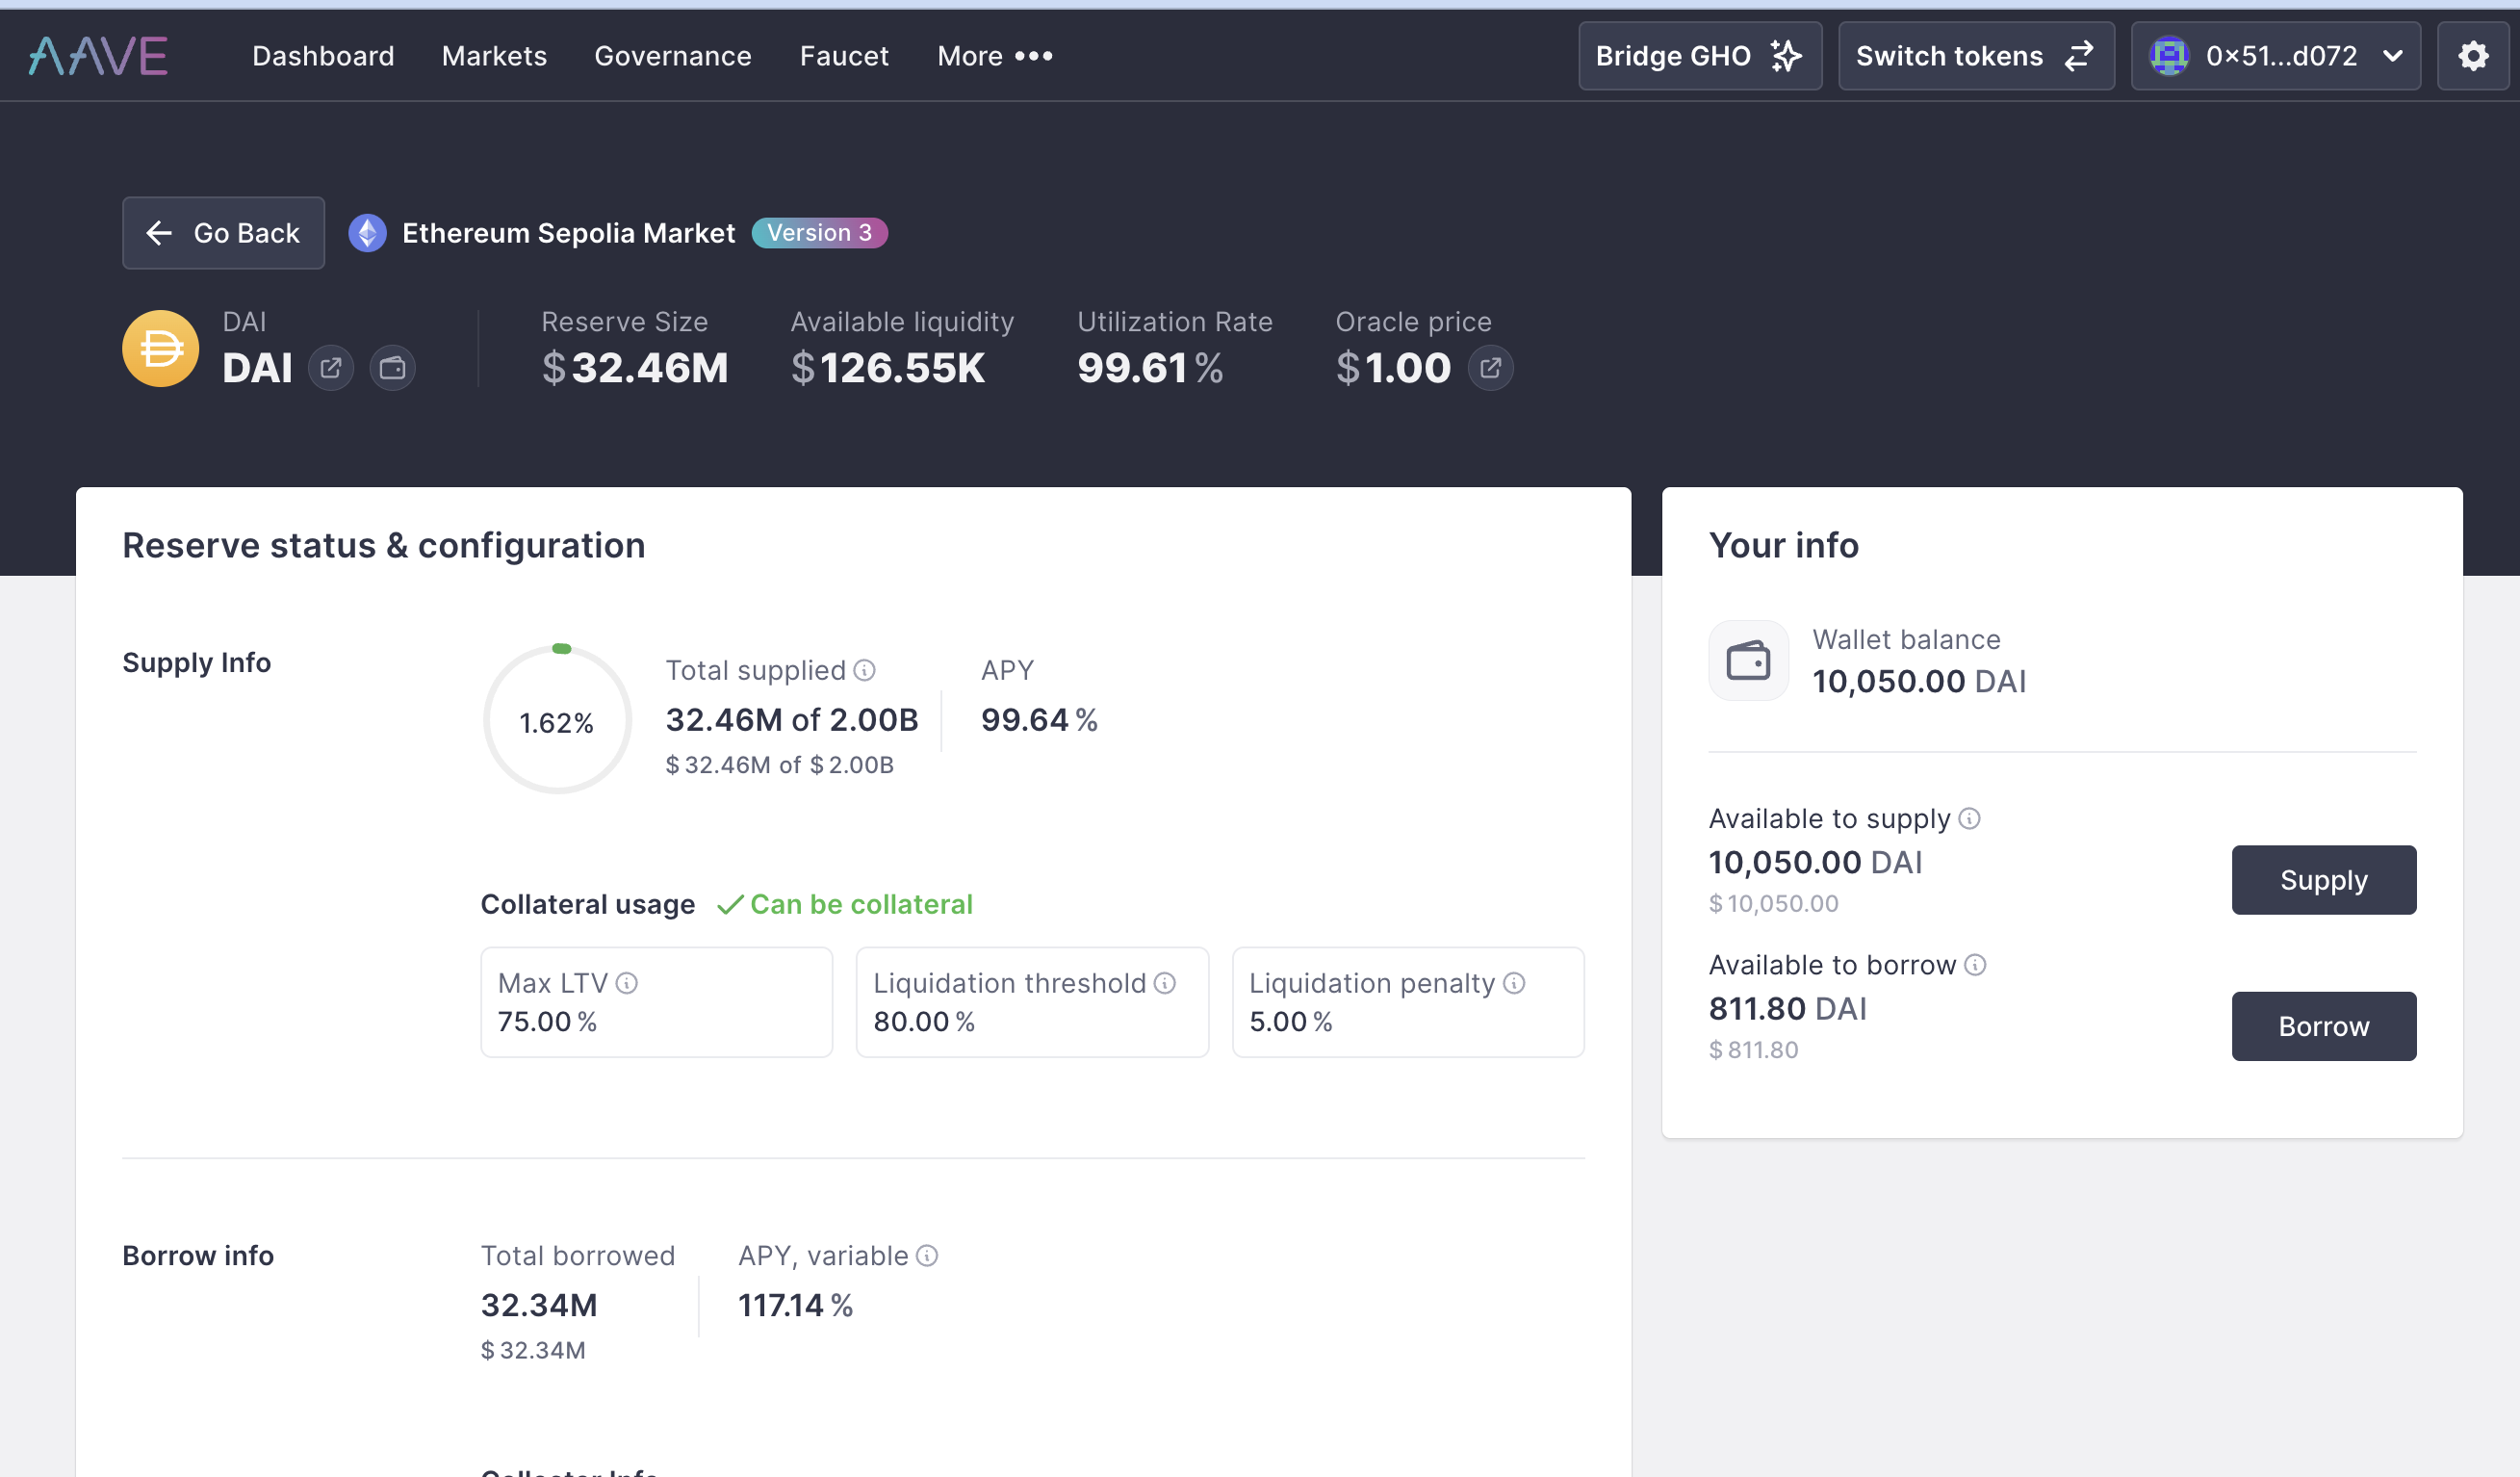 AAVE
Dashboard
Markets
Governance
Faucet
More
Bridge GHO
Switch tokens
0x51...d072
Go Back
Ethereum Sepolia Market
Version 3
DAI
DAI
Reserve Size
$32.46M
Available liquidity
$126.55K
Utilization Rate
99.61%
Oracle price
$1.00
Reserve status & configuration
Supply Info
1.62%
Total supplied
32.46M of 2.00B
$32.46M of $2.00B
APY
99.64%
Collateral usage
Can be collateral
Max LTV
75.00%
Liquidation threshold
80.00%
Liquidation penalty
5.00%
Borrow info
Total borrowed
32.34M
$32.34M
APY, variable
117.14%
Collector Info
Your info
Wallet balance
10,050.00 DAI
Available to supply
10,050.00 DAI
$10,050.00
Supply
Available to borrow
811.80 DAI
$811.80
Borrow